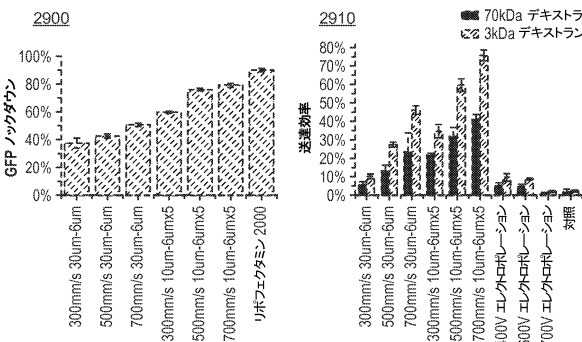 2900
GFP ノックダウン
100%
80%
60%
40%
20%
0%
300mm/s 30um-6um
500mm/s 30um-6um
700mm/s 30um-6um
300mm/s 10um-6umx5
500mm/s 10um-6umx5
700mm/s 10um-6umx5
リポフェクタミン 2000
2910
70kDa デキストラン
3kDa デキストラン
送達効率
80%
70%
60%
50%
40%
30%
20%
10%
0%
300mm/s 30um-6um
500mm/s 30um-6um
700mm/s 30um-6um
300mm/s 10um-6umx5
500mm/s 10um-6umx5
700mm/s 10um-6umx5
エレクトロポレーション
エレクトロポレーション
エレクトロポレーション
対照